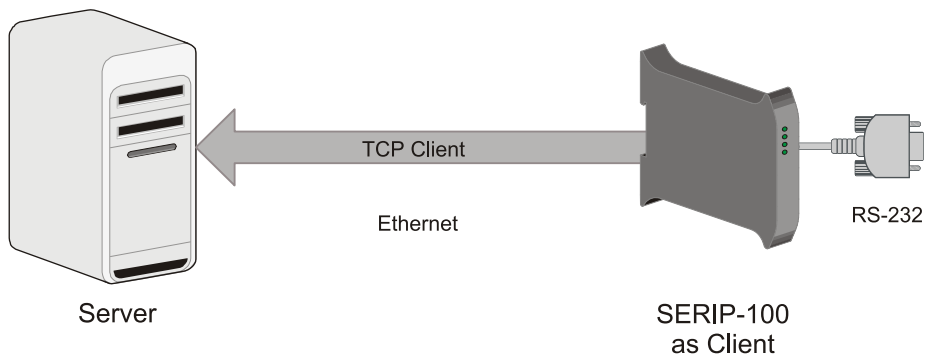 TCP Client
Ethernet
RS-232
Server
SERIP-100
as Client